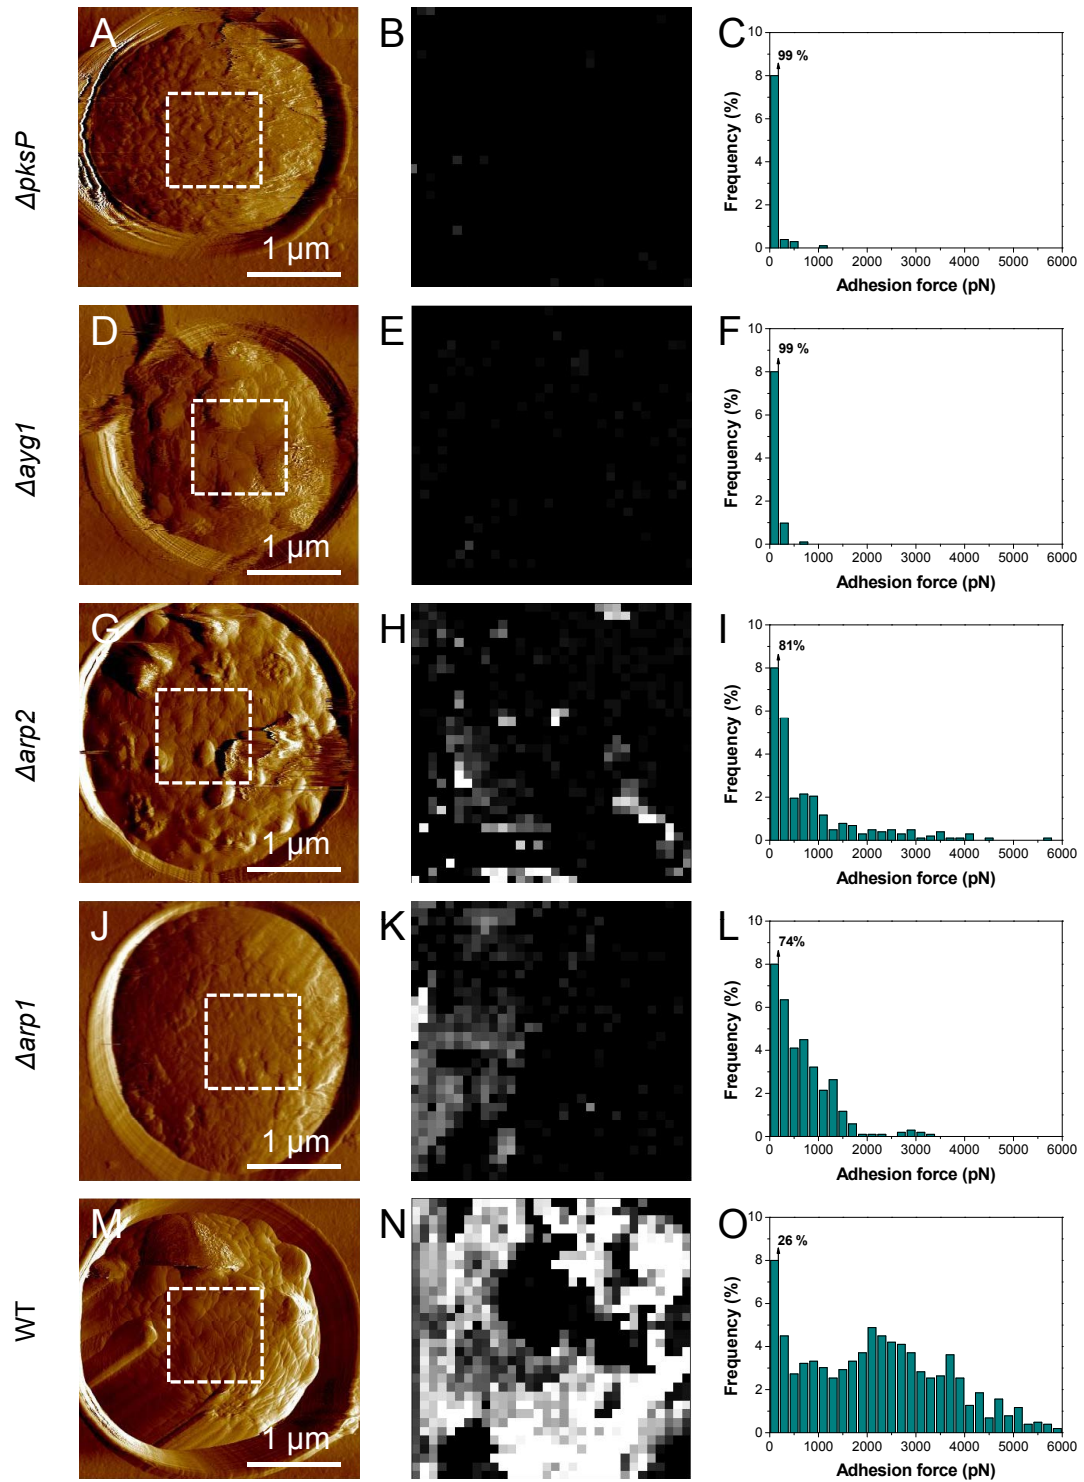 ΔpksP
A
1 µm
B
C
Frequency (%)
10
8
6
4
2
0
99 %
0 1000 2000 3000 4000 5000 6000
Adhesion force (pN)
Δayg1
D
1 µm
E
F
Frequency (%)
10
8
6
4
2
0
99 %
0 1000 2000 3000 4000 5000 6000
Adhesion force (pN)
Δarp2
G
1 µm
H
I
Frequency (%)
10
8
6
4
2
0
81%
0 1000 2000 3000 4000 5000 6000
Adhesion force (pN)
Δarp1
J
1 µm
K
L
Frequency (%)
10
8
6
4
2
0
74%
0 1000 2000 3000 4000 5000 6000
Adhesion force (pN)
WT
M
1 µm
N
O
Frequency (%)
10
8
6
4
2
0
26 %
0 1000 2000 3000 4000 5000 6000
Adhesion force (pN)